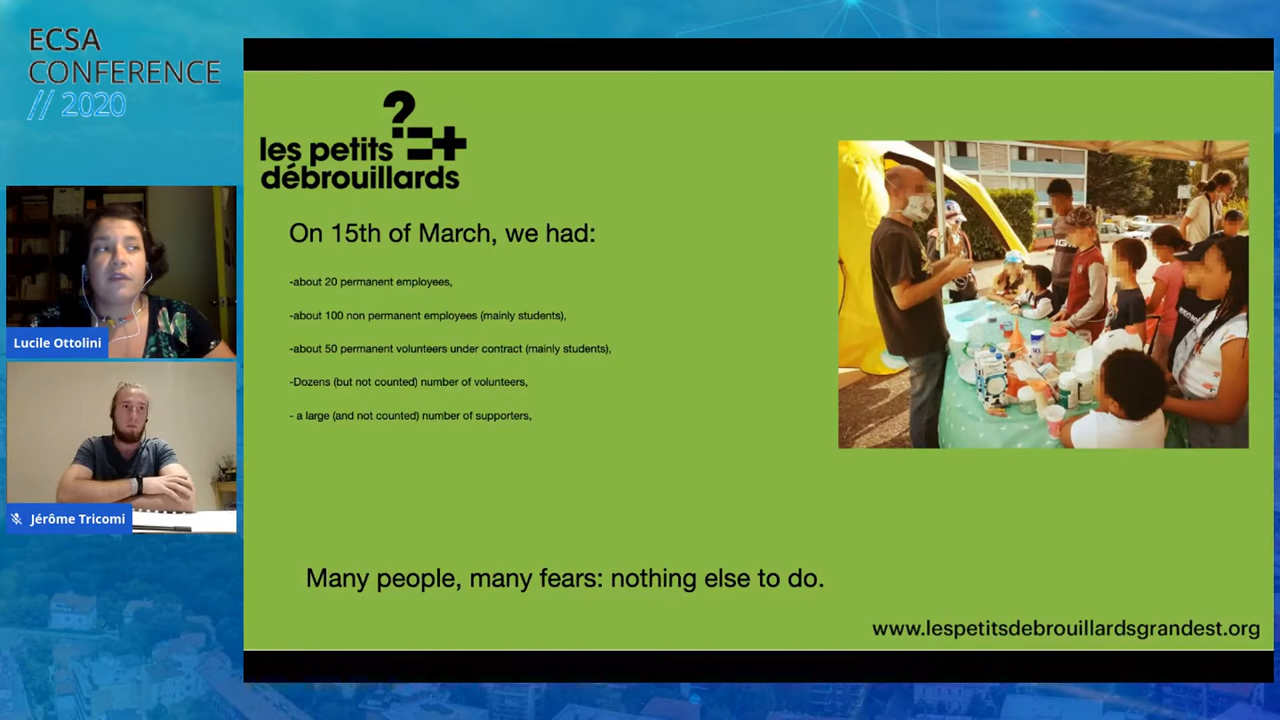 ECSA
CONFERENCE
// 2020
Lucile Ottolini
Jérôme Tricomi
les petits ?=+
débrouillards
On 15th of March, we had:
-about 20 permanent employees,
-about 100 non permanent employees (mainly students),
-about 50 permanent volunteers under contract (mainly students),
-Dozens (but not counted) number of volunteers,
- a large (and not counted) number of supporters,
Many people, many fears: nothing else to do.
www.lespetitsdebrouillardsgrandest.org